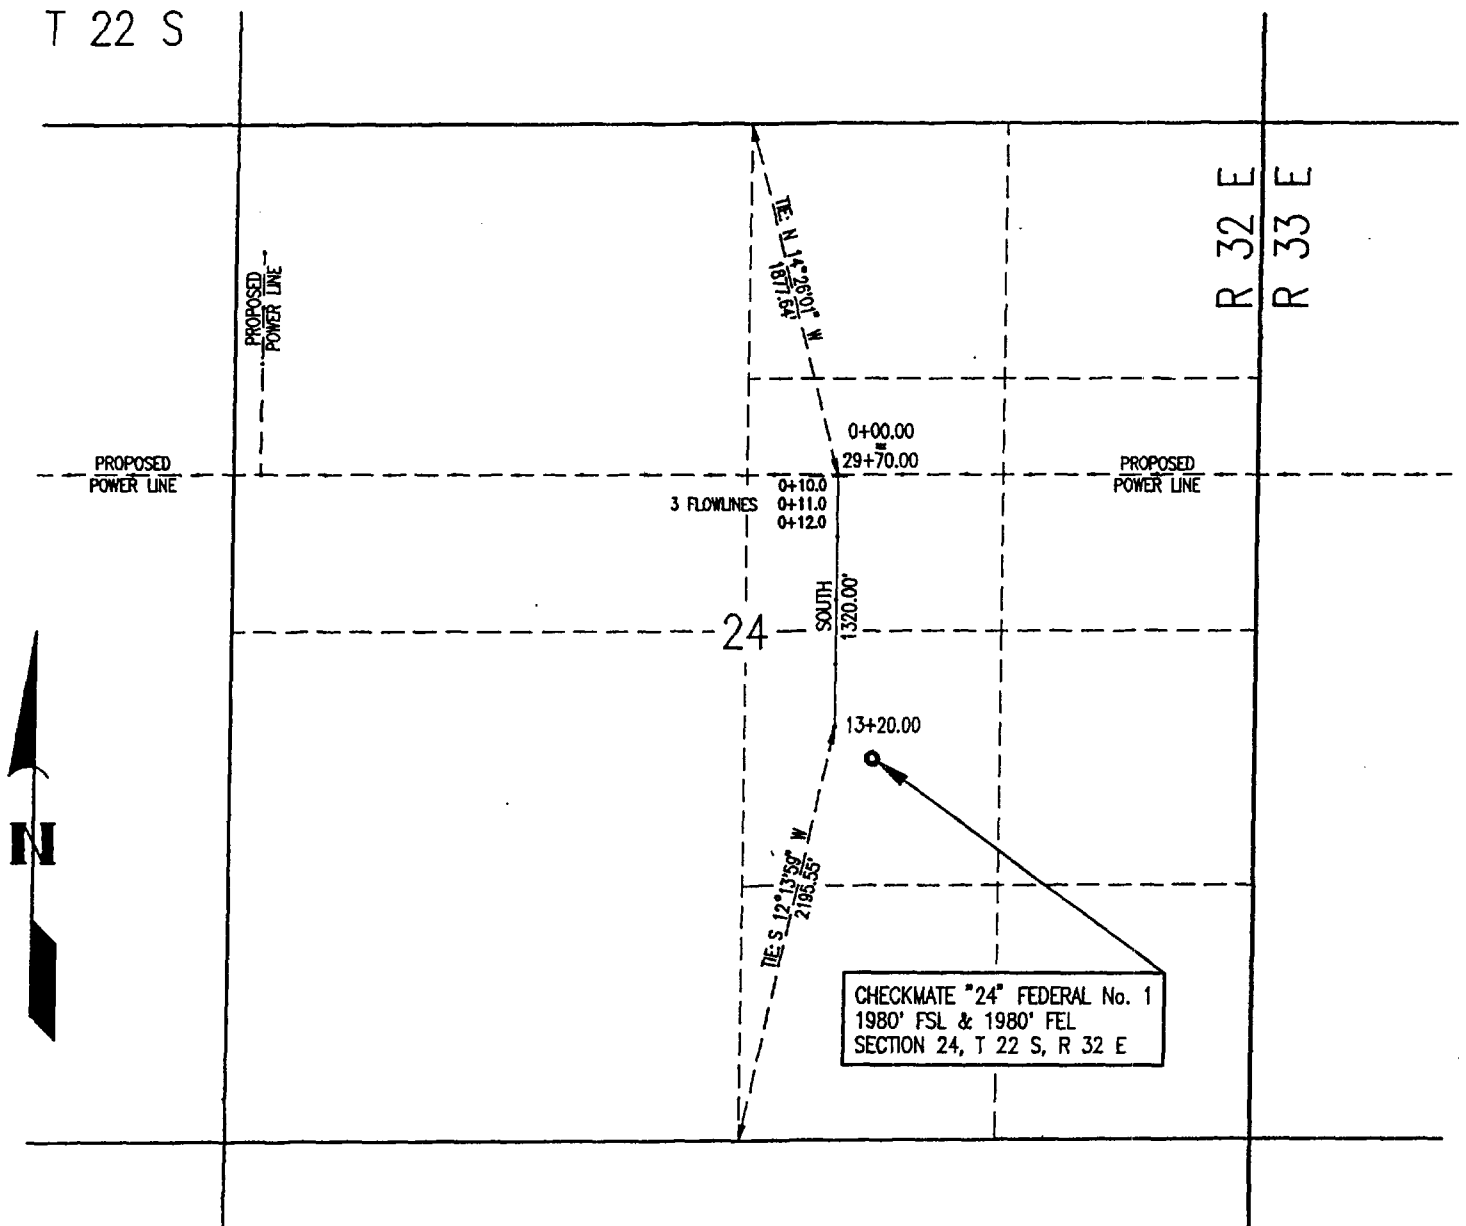 T 22 S
R 32 E
R 33 E
PROPOSED
POWER LINE
TIE: N 14°26'01" W
1877.64'
0+00.00
=
29+70.00
PROPOSED
POWER LINE
PROPOSED
POWER LINE
3 FLOWLINES
0+10.0
0+11.0
0+12.0
SOUTH
1320.00'
24
13+20.00
N
TIE: S 12°13'59" W
2195.55'
CHECKMATE "24" FEDERAL No. 1
1980' FSL & 1980' FEL
SECTION 24, T 22 S, R 32 E